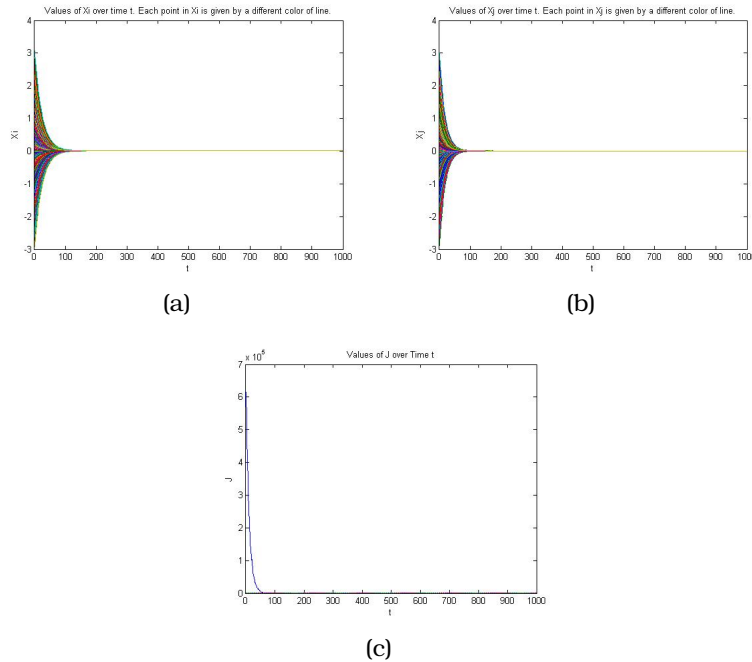 Values of Xi over time t. Each point in Xi is given by a different color of line.
4
3
2
1
0
-1
-2
-3
Xi
0 100 200 300 400 500 600 700 800 900 1000
t
(a)
Values of Xj over time t. Each point in Xj is given by a different color of line.
4
3
2
1
0
-1
-2
-3
Xj
0 100 200 300 400 500 600 700 800 900 1000
t
(b)
Values of J over Time t
x 10^5
7
6
5
4
3
2
1
0
J
0 100 200 300 400 500 600 700 800 900 1000
t
(c)